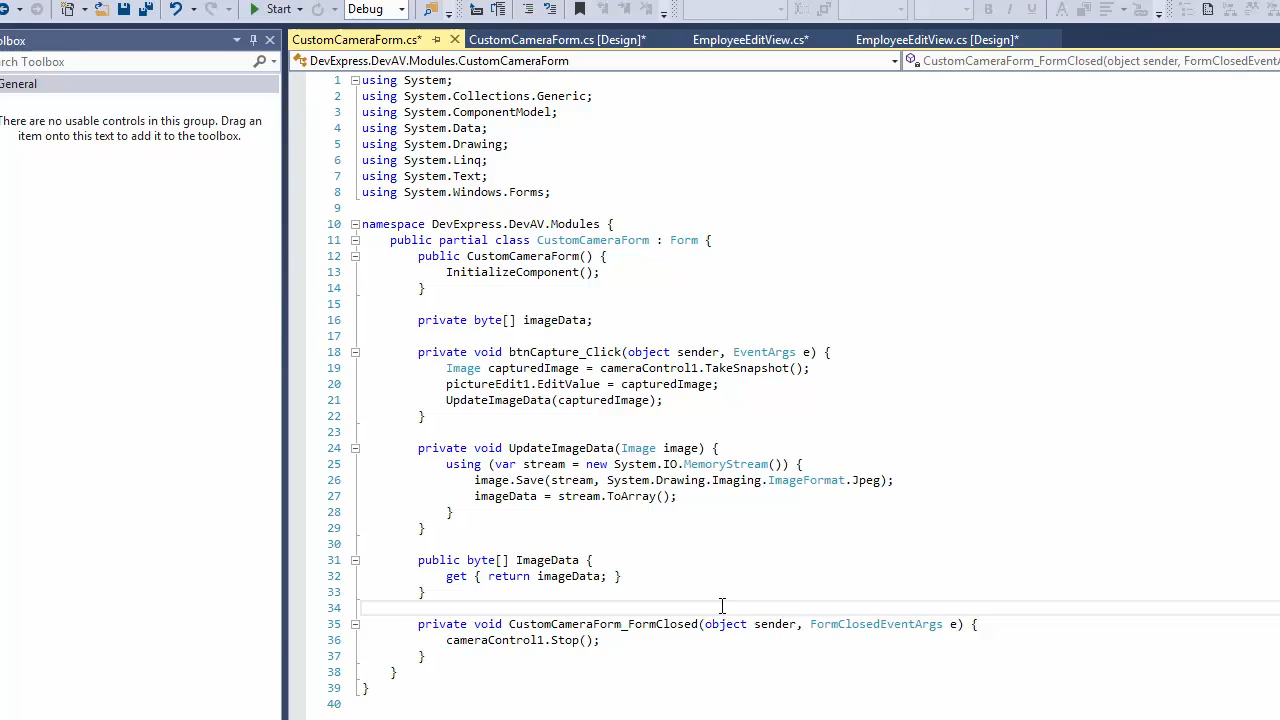 Start
Debug
olbox
CustomCameraForm.cs*
CustomCameraForm.cs [Design]*
EmployeeEditView.cs*
EmployeeEditView.cs [Design]*
arch Toolbox
DevExpress.DevAV.Modules.CustomCameraForm
CustomCameraForm_FormClosed(object sender, FormClosedEventA
General
here are no usable controls in this group. Drag an
item onto this text to add it to the toolbox.
1 using System;
2 using System.Collections.Generic;
3 using System.ComponentModel;
4 using System.Data;
5 using System.Drawing;
6 using System.Linq;
7 using System.Text;
8 using System.Windows.Forms;
9
10 namespace DevExpress.DevAV.Modules {
11 public partial class CustomCameraForm : Form {
12 public CustomCameraForm() {
13 InitializeComponent();
14 }
15
16 private byte[] imageData;
17
18 private void btnCapture_Click(object sender, EventArgs e) {
19 Image capturedImage = cameraControl1.TakeSnapshot();
20 pictureEdit1.EditValue = capturedImage;
21 UpdateImageData(capturedImage);
22 }
23
24 private void UpdateImageData(Image image) {
25 using (var stream = new System.IO.MemoryStream()) {
26 image.Save(stream, System.Drawing.Imaging.ImageFormat.Jpeg);
27 imageData = stream.ToArray();
28 }
29 }
30
31 public byte[] ImageData {
32 get { return imageData; }
33 }
34
35 private void CustomCameraForm_FormClosed(object sender, FormClosedEventArgs e) {
36 cameraControl1.Stop();
37 }
38 }
39 }
40